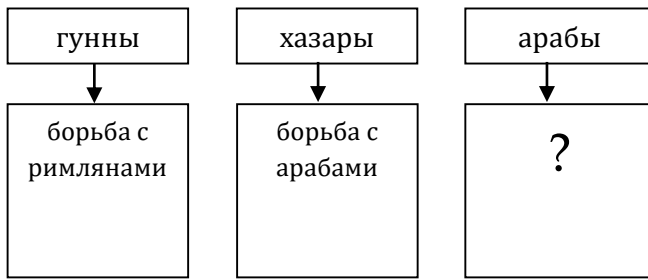 гунны
хазары
арабы
борьба с
римлянами
борьба с
арабами
?